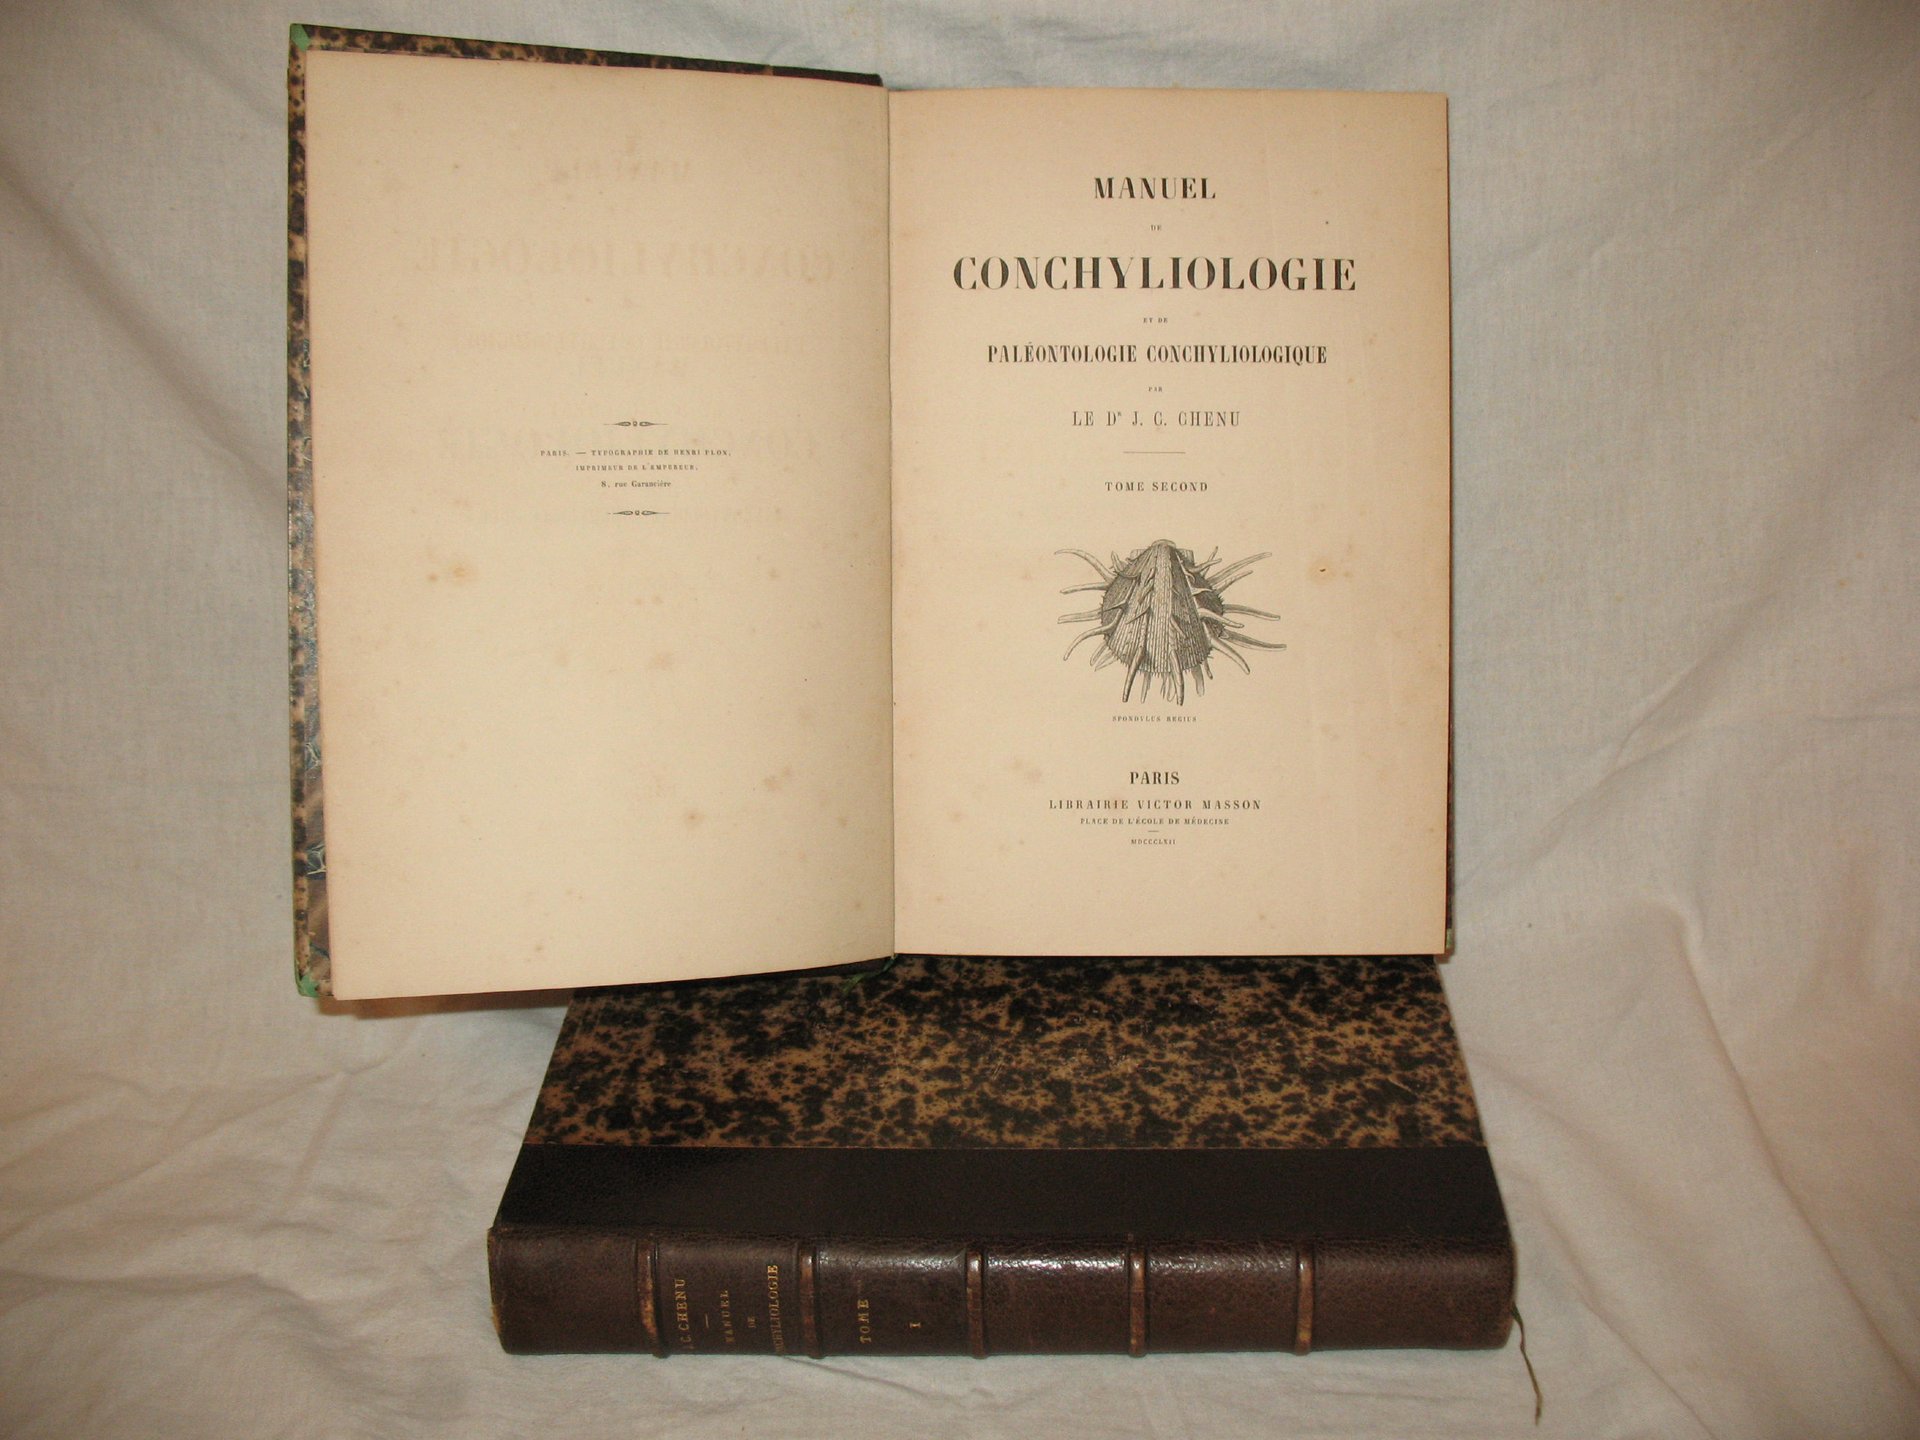 PARIS. — TYPOGRAPHIE DE HENRI PLON,
IMPRIMEUR DE L'EMPEREUR,
8, rue Garancière
MANUEL
DE
CONCHYLIOLOGIE
ET DE
PALÉONTOLOGIE CONCHYLIOLOGIQUE
PAR
LE Dʳ J. C. CHENU
TOME SECOND
SPONDYLUS REGIUS
PARIS
LIBRAIRIE VICTOR MASSON
PLACE DE L'ÉCOLE DE MÉDECINE
MDCCCLXII
J. C. CHENU
MANUEL
DE
CONCHYLIOLOGIE
TOME
I